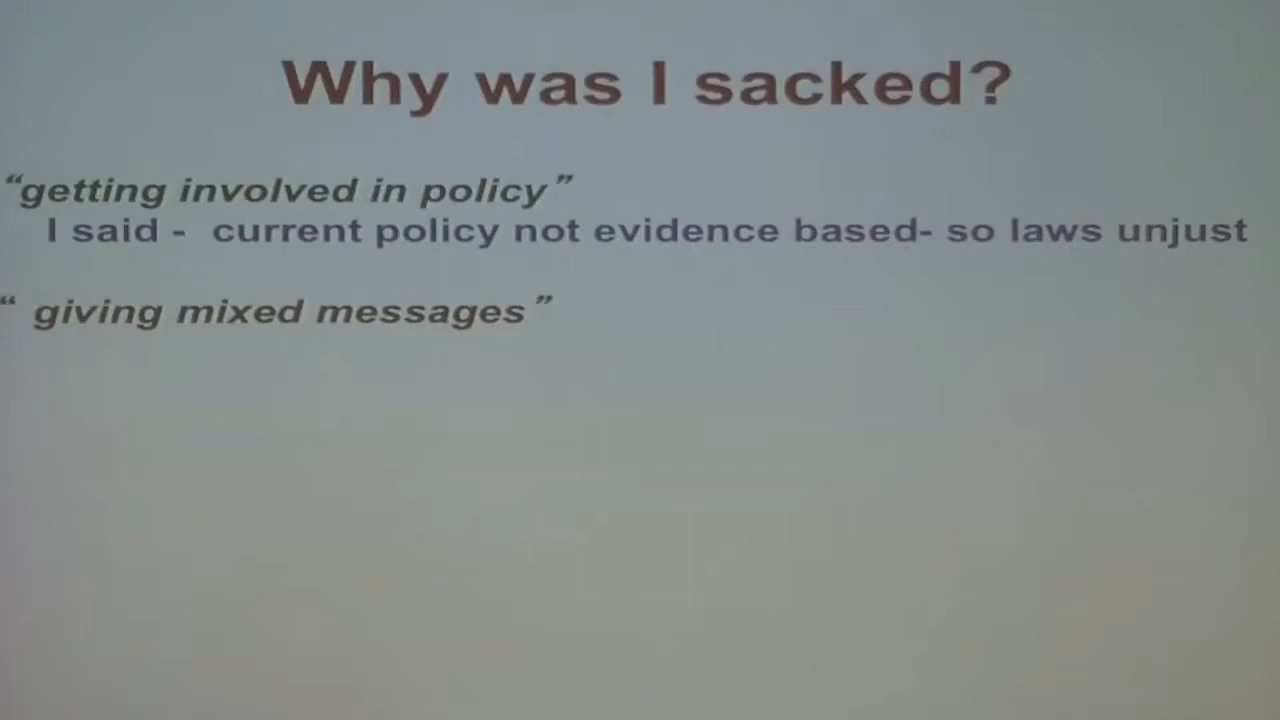 Why was I sacked?
“getting involved in policy”
I said - current policy not evidence based- so laws unjust
“ giving mixed messages”